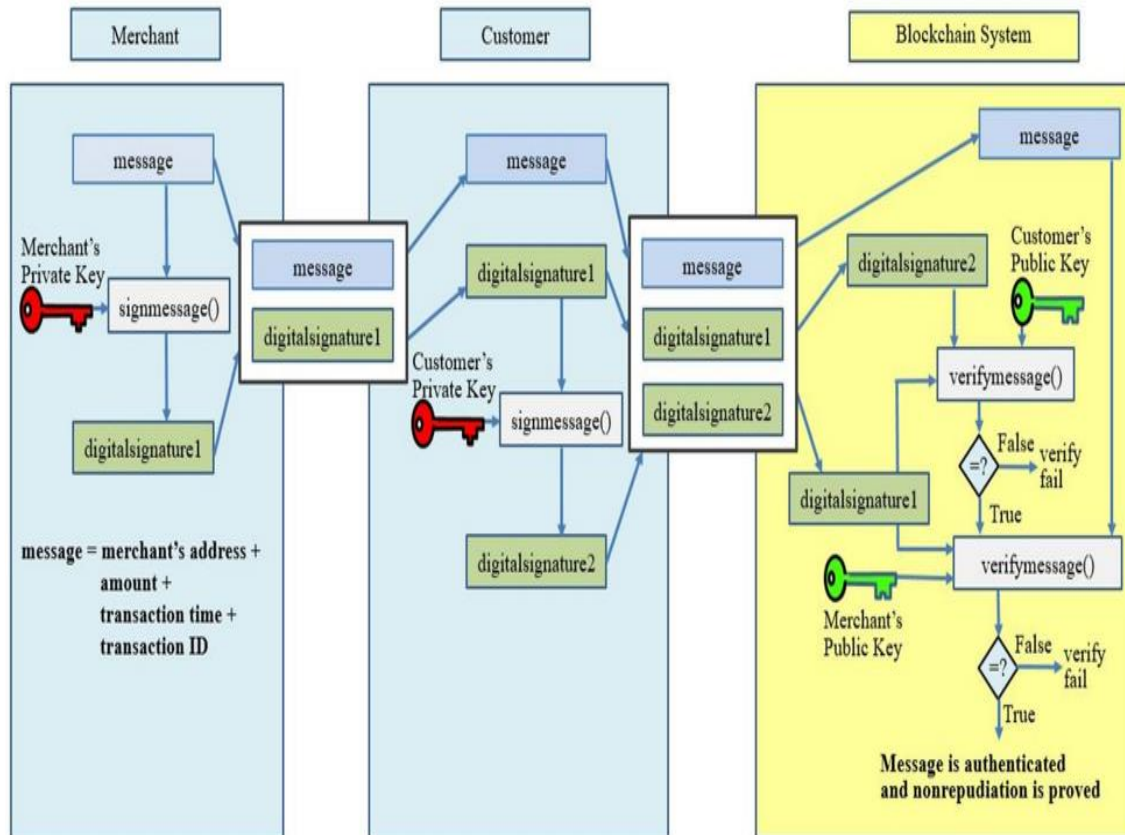 Merchant
Customer
Blockchain System
message
Merchant's
Private Key
signmessage()
digitalsignature1
message = merchant's address +
amount +
transaction time +
transaction ID
message
digitalsignature1
message
digitalsignature1
Customer's
Private Key
signmessage()
digitalsignature2
message
digitalsignature1
digitalsignature2
message
digitalsignature2
Customer's
Public Key
verifymessage()
=?
False
verify
fail
True
digitalsignature1
verifymessage()
Merchant's
Public Key
=?
False
verify
fail
True
Message is authenticated
and nonrepudiation is proved